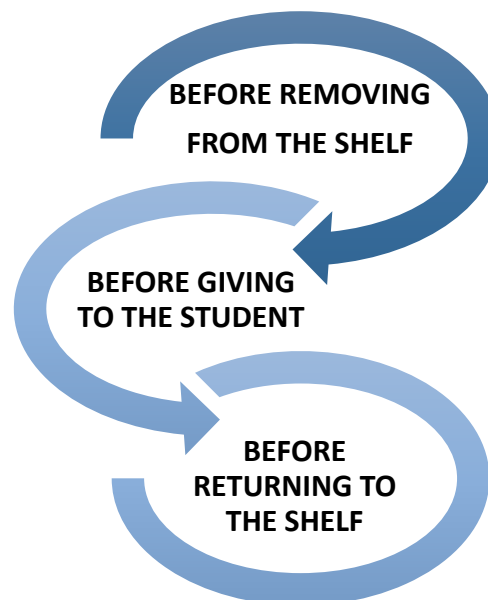 BEFORE REMOVING
FROM THE SHELF
BEFORE GIVING
TO THE STUDENT
BEFORE
RETURNING TO
THE SHELF